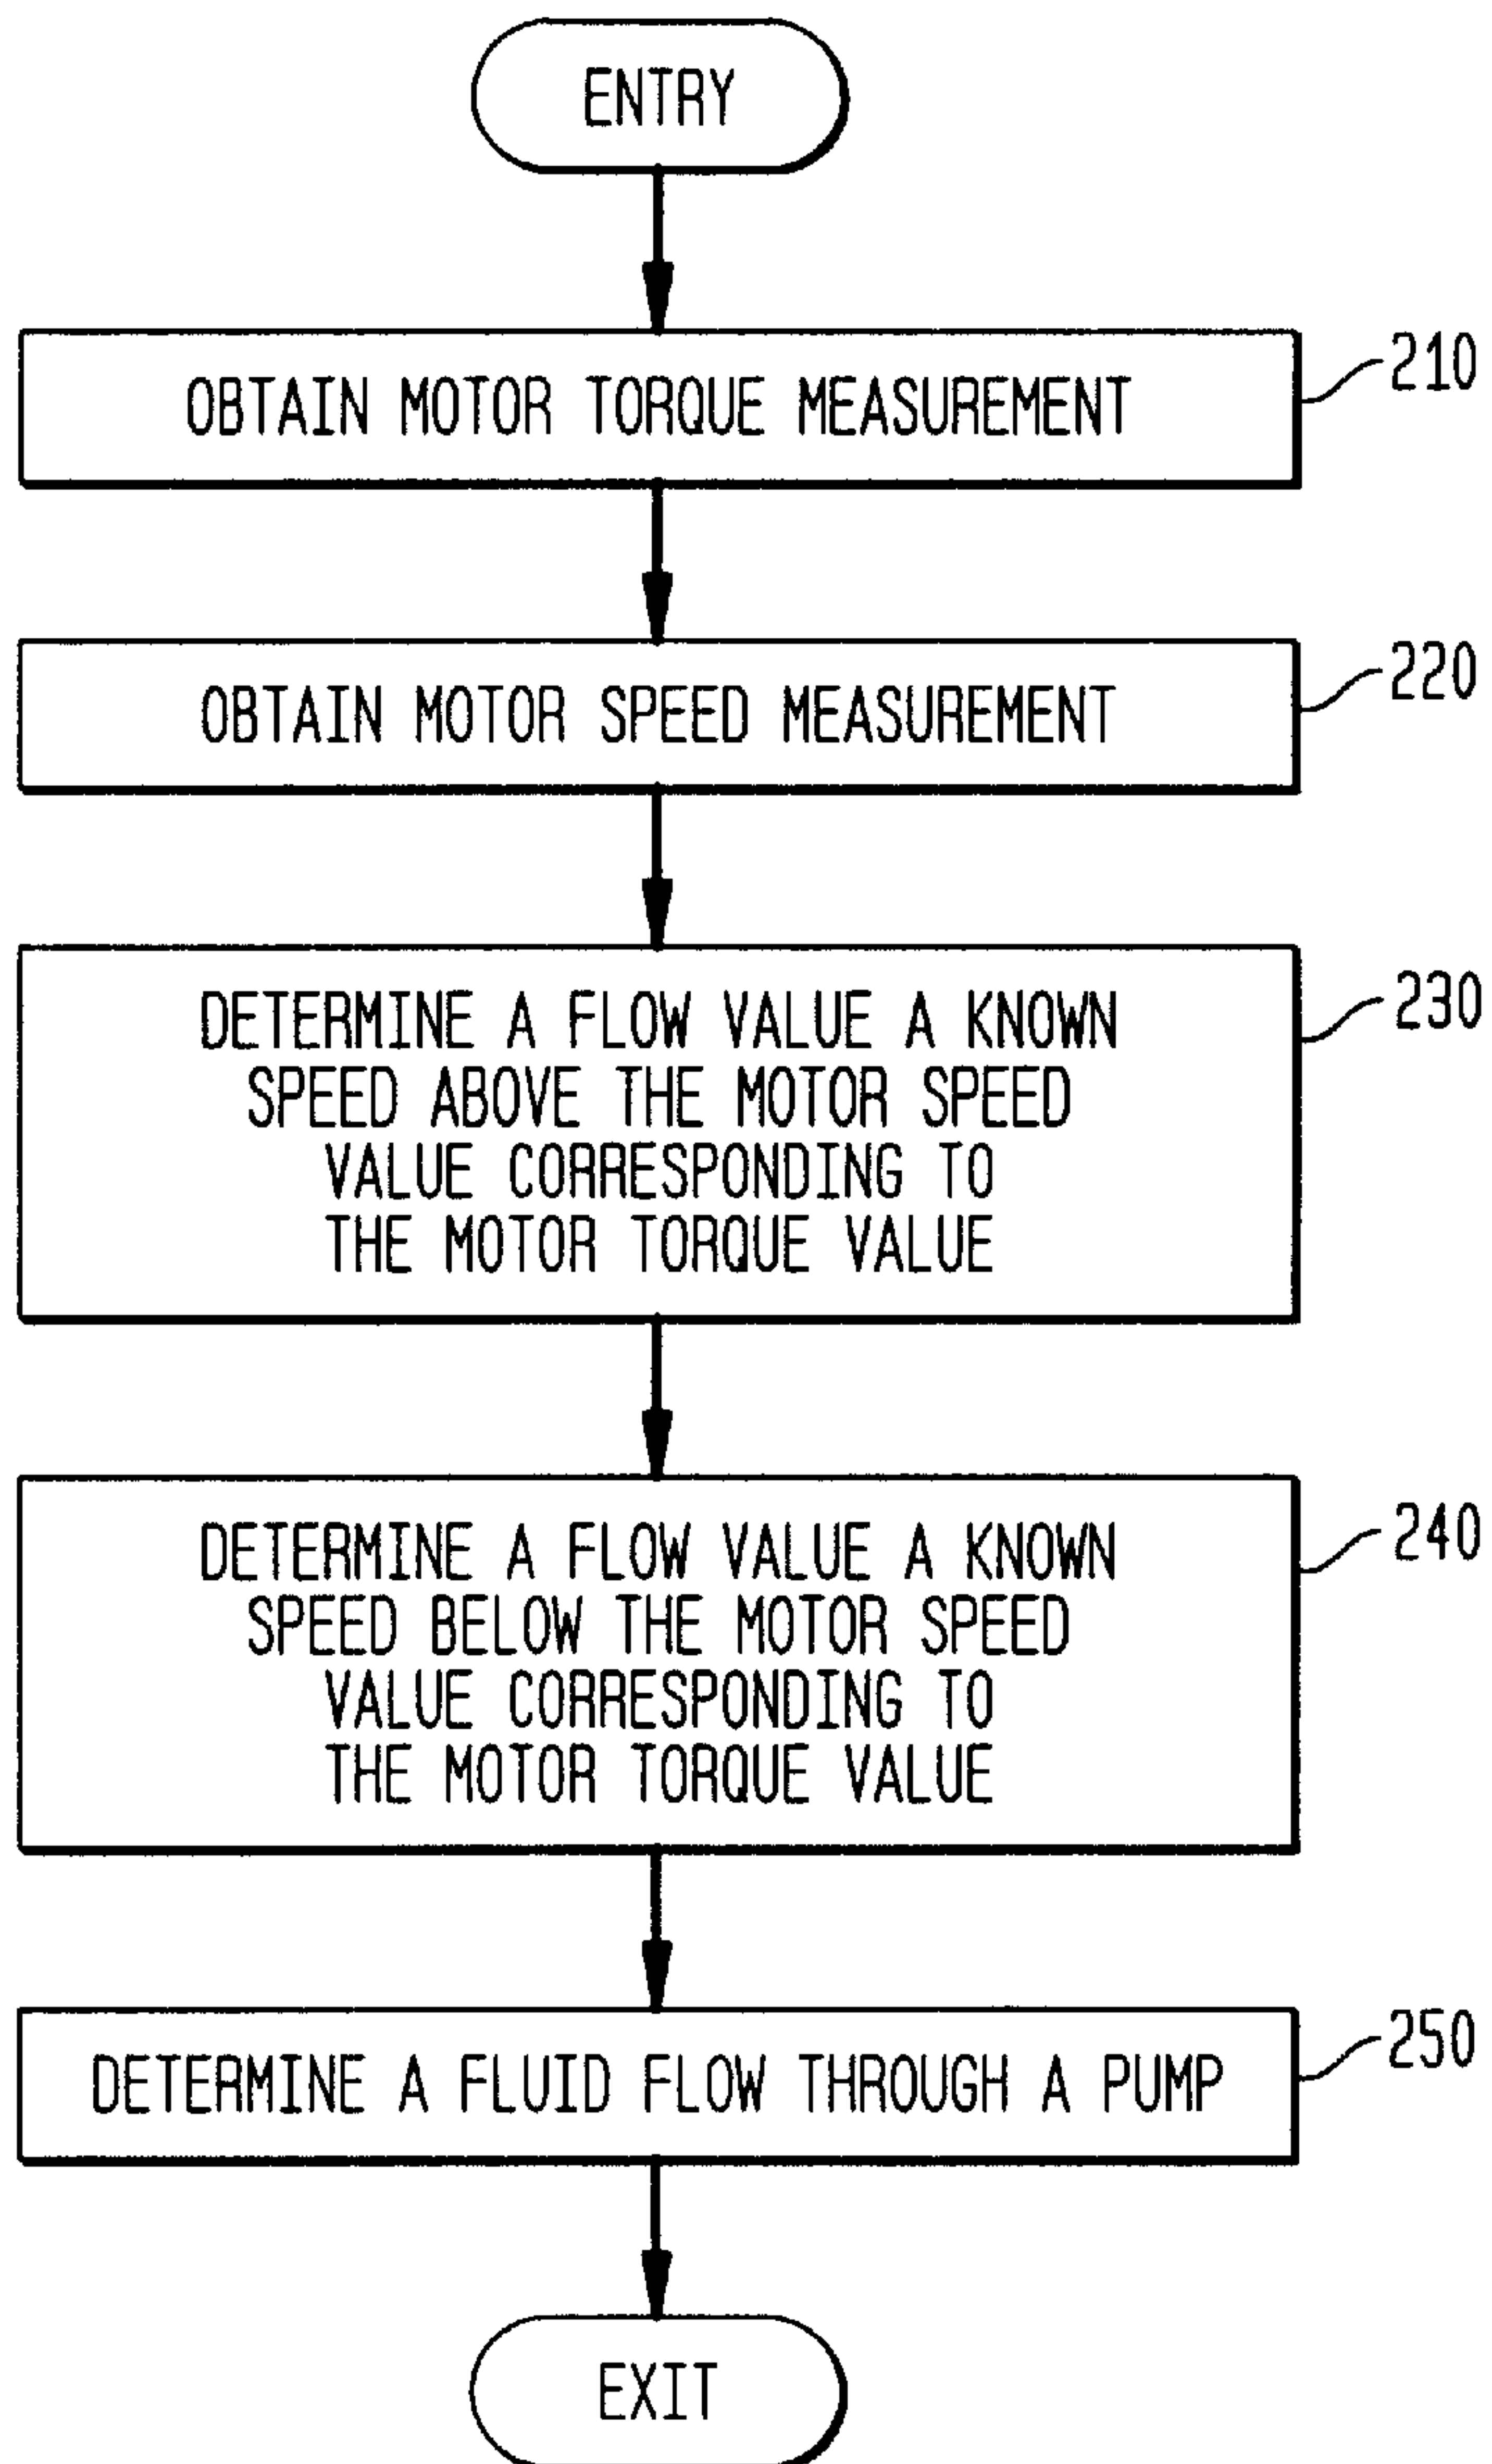 ENTRY
OBTAIN MOTOR TORQUE MEASUREMENT
210
OBTAIN MOTOR SPEED MEASUREMENT
220
DETERMINE A FLOW VALUE A KNOWN
SPEED ABOVE THE MOTOR SPEED
VALUE CORRESPONDING TO
THE MOTOR TORQUE VALUE
230
DETERMINE A FLOW VALUE A KNOWN
SPEED BELOW THE MOTOR SPEED
VALUE CORRESPONDING TO
THE MOTOR TORQUE VALUE
240
DETERMINE A FLUID FLOW THROUGH A PUMP
250
EXIT